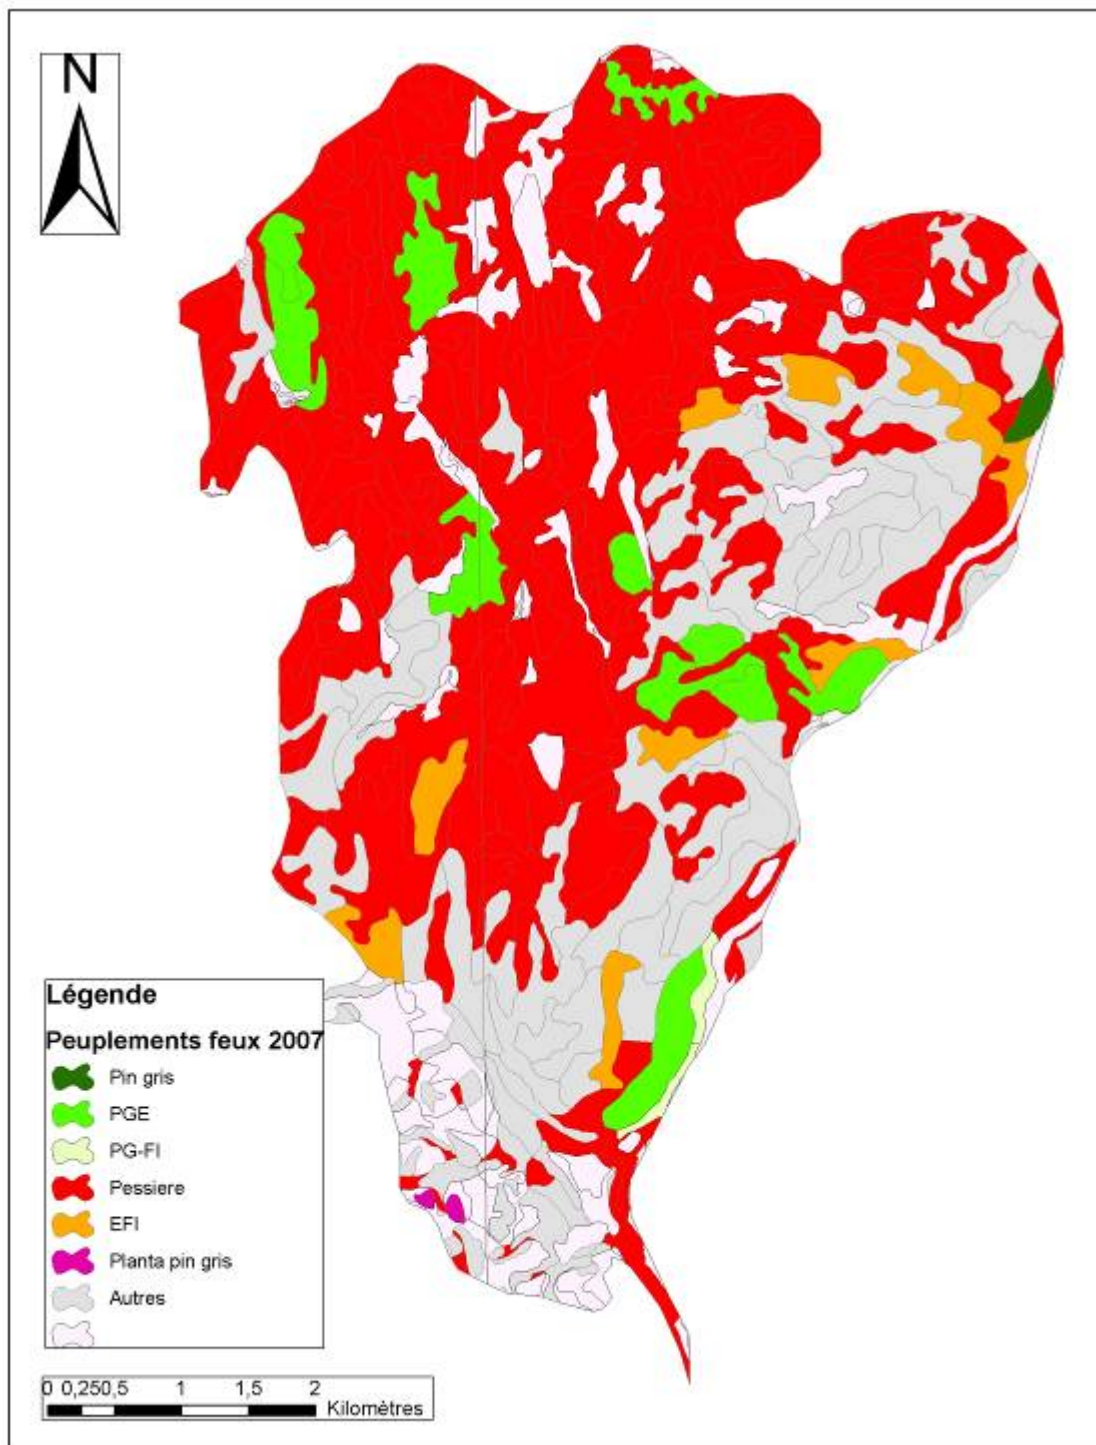 N
Légende
Peuplements feux 2007
Pin gris
PGE
PG-FI
Pessiere
EFI
Planta pin gris
Autres
0 0,250,5 1 1,5 2
Kilomètres